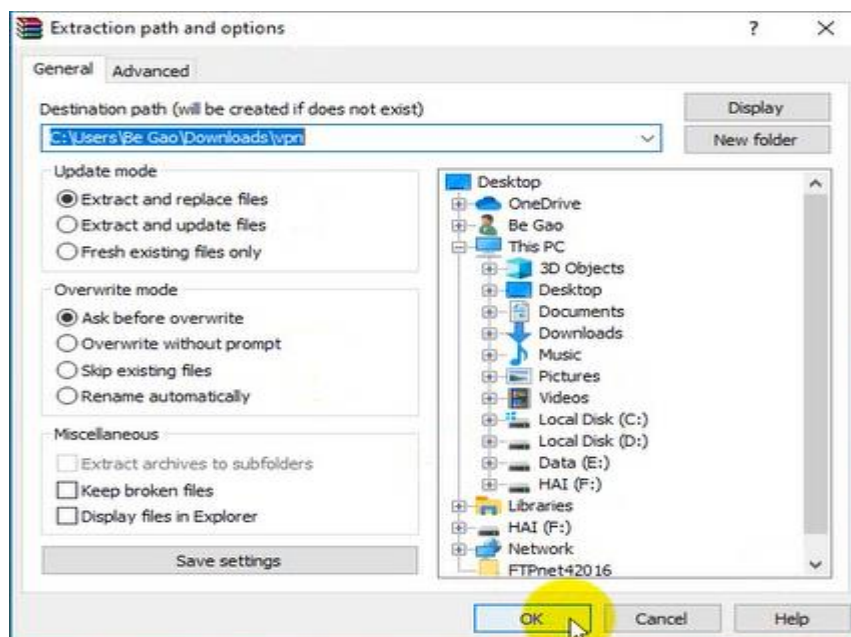 Extraction path and options
General
Advanced
Destination path (will be created if does not exist)
C:\Users\Be Gao\Downloads\vpn
Display
New folder
Update mode
Extract and replace files
Extract and update files
Fresh existing files only
Overwrite mode
Ask before overwrite
Overwrite without prompt
Skip existing files
Rename automatically
Miscellaneous
Extract archives to subfolders
Keep broken files
Display files in Explorer
Save settings
Desktop
OneDrive
Be Gao
This PC
3D Objects
Desktop
Documents
Downloads
Music
Pictures
Videos
Local Disk (C:)
Local Disk (D:)
Data (E:)
HAI (F:)
Libraries
HAI (F:)
Network
FTPnet42016
OK
Cancel
Help